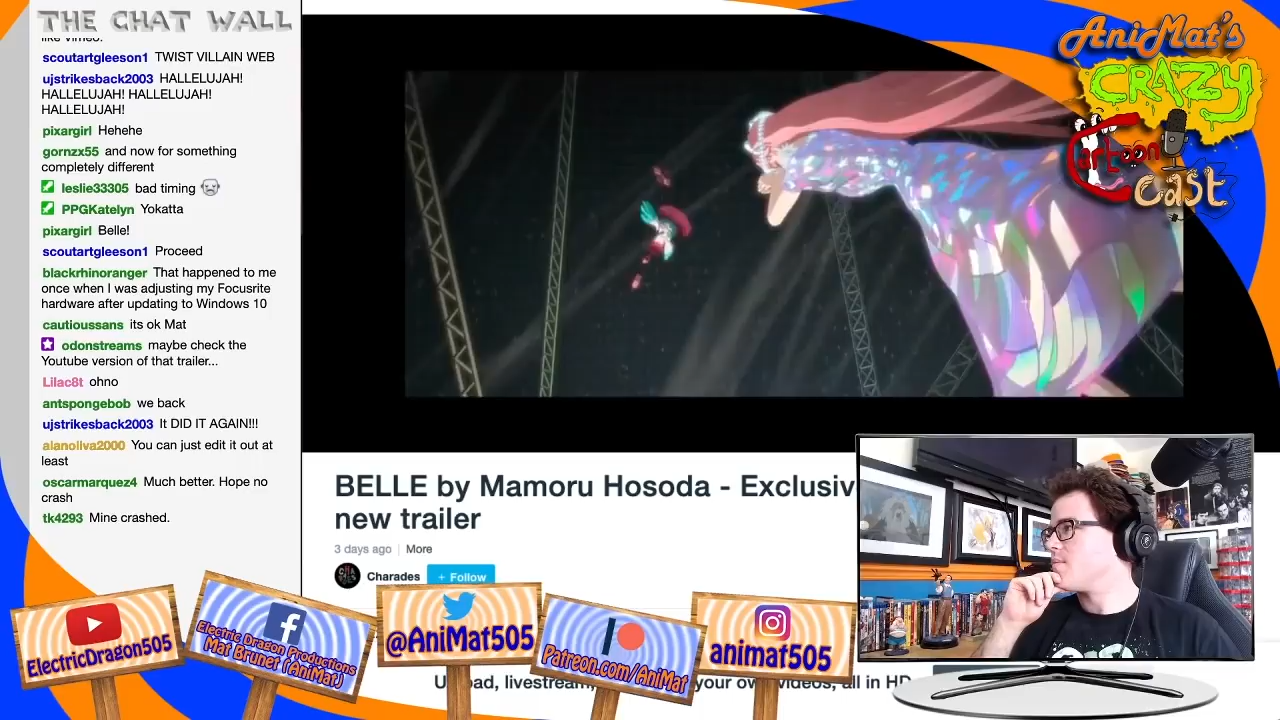 THE CHAT WALL
like vimeo.
scoutartgleeson1 TWIST VILLAIN WEB
ujstrikesback2003 HALLELUJAH!
HALLELUJAH! HALLELUJAH!
HALLELUJAH!
pixargirl Hehehe
gornzx55 and now for something
completely different
leslie33305 bad timing
PPGKatelyn Yokatta
pixargirl Belle!
scoutartgleeson1 Proceed
blackrhinoranger That happened to me
once when I was adjusting my Focusrite
hardware after updating to Windows 10
cautioussans its ok Mat
odonstreams maybe check the
Youtube version of that trailer...
Lilac8t ohno
antspongebob we back
ujstrikesback2003 It DID IT AGAIN!!!
alanoliva2000 You can just edit it out at
least
oscarmarquez4 Much better. Hope no
crash
tk4293 Mine crashed.
AniMat's
CRAZY
Cartoon
Cast
BELLE by Mamoru Hosoda - Exclusiv
new trailer
3 days ago | More
Charades + Follow
ElectricDragon505
Electric Dragon Productions
Mat Brunet (AniMat)
@AniMat505
Patreon.com/AniMat
animat505
your own videos, all in HD